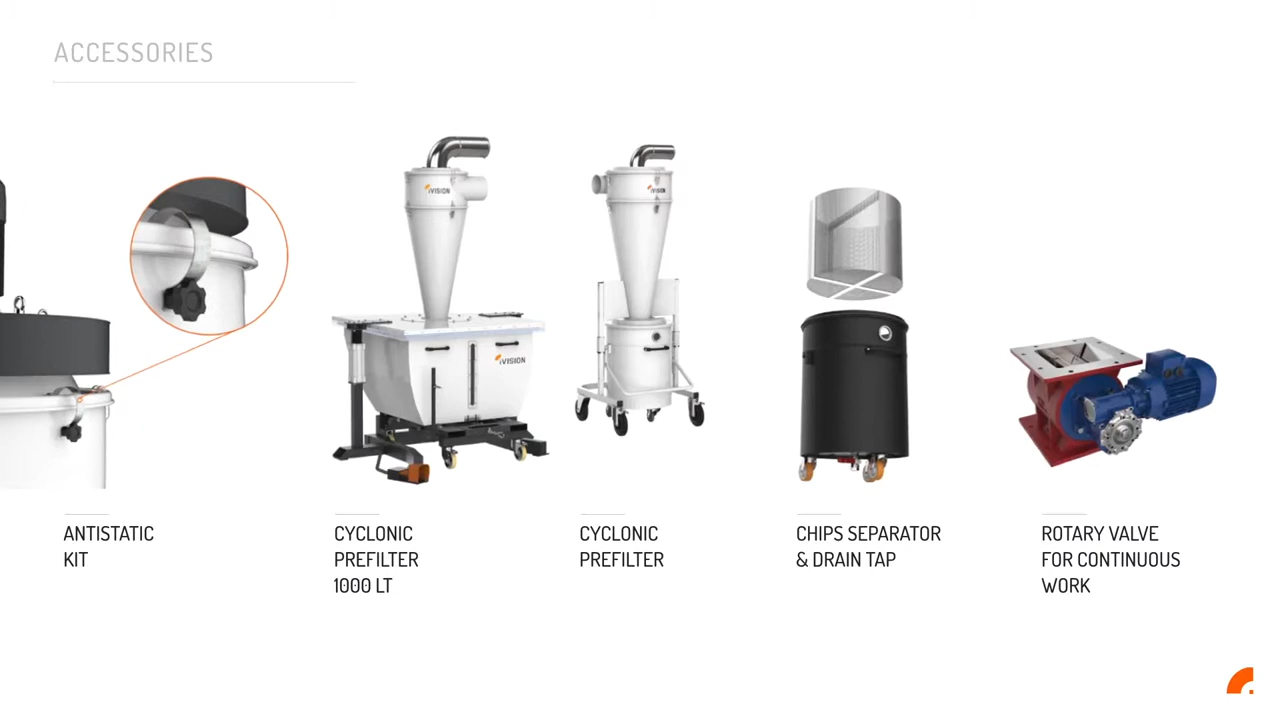 ACCESSORIES
iVISION
iVISION
iVISION
ANTISTATIC
KIT
CYCLONIC
PREFILTER
1000 LT
CYCLONIC
PREFILTER
CHIPS SEPARATOR
& DRAIN TAP
ROTARY VALVE
FOR CONTINUOUS
WORK